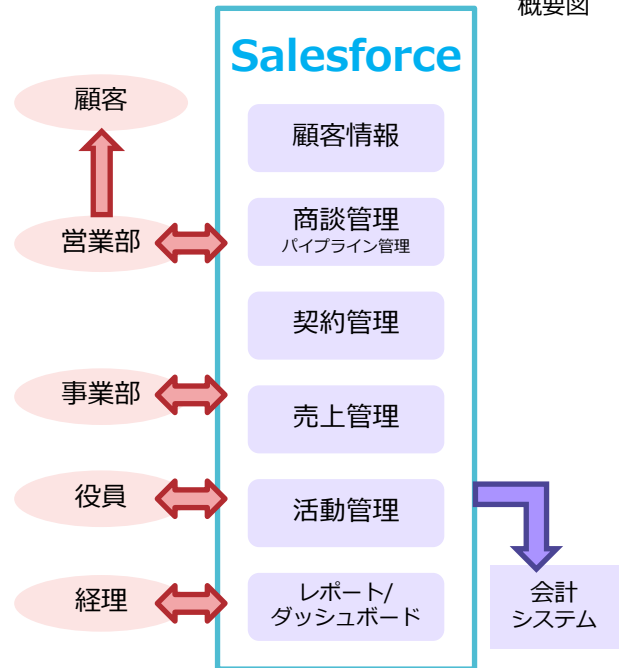 概要図
Salesforce
顧客
顧客情報
営業部
商談管理
パイプライン管理
契約管理
事業部
売上管理
役員
活動管理
経理
レポート/
ダッシュボード
会計
システム